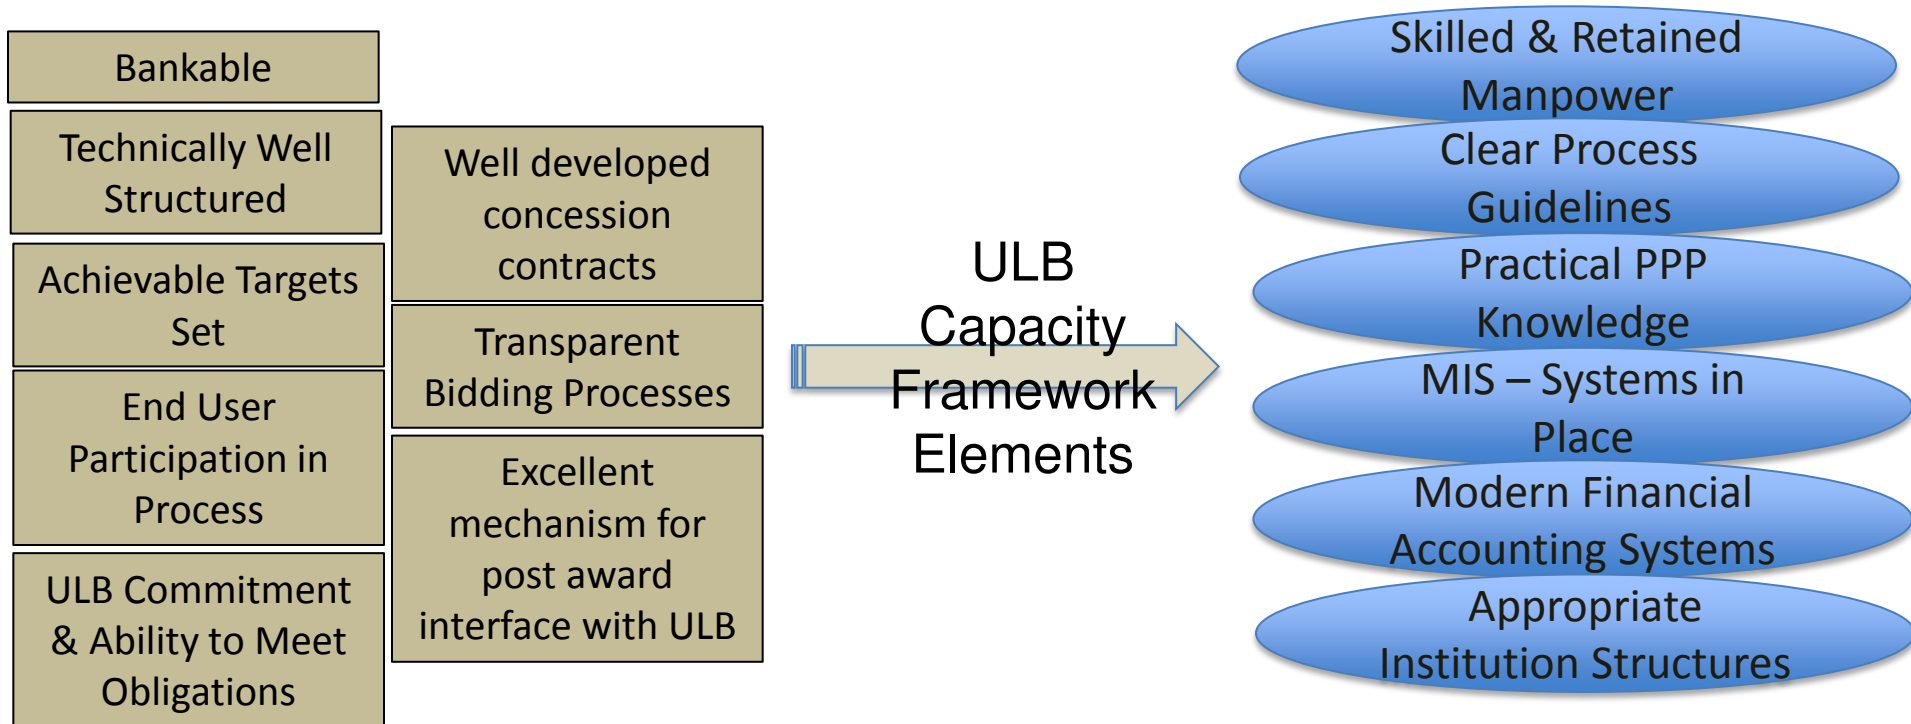 Bankable
Technically Well
Structured
Achievable Targets
Set
End User
Participation in
Process
ULB Commitment
& Ability to Meet
Obligations
Well developed
concession
contracts
Transparent
Bidding Processes
Excellent
mechanism for
post award
interface with ULB
ULB
Capacity
Framework
Elements
Skilled & Retained
Manpower
Clear Process
Guidelines
Practical PPP
Knowledge
MIS – Systems in
Place
Modern Financial
Accounting Systems
Appropriate
Institution Structures